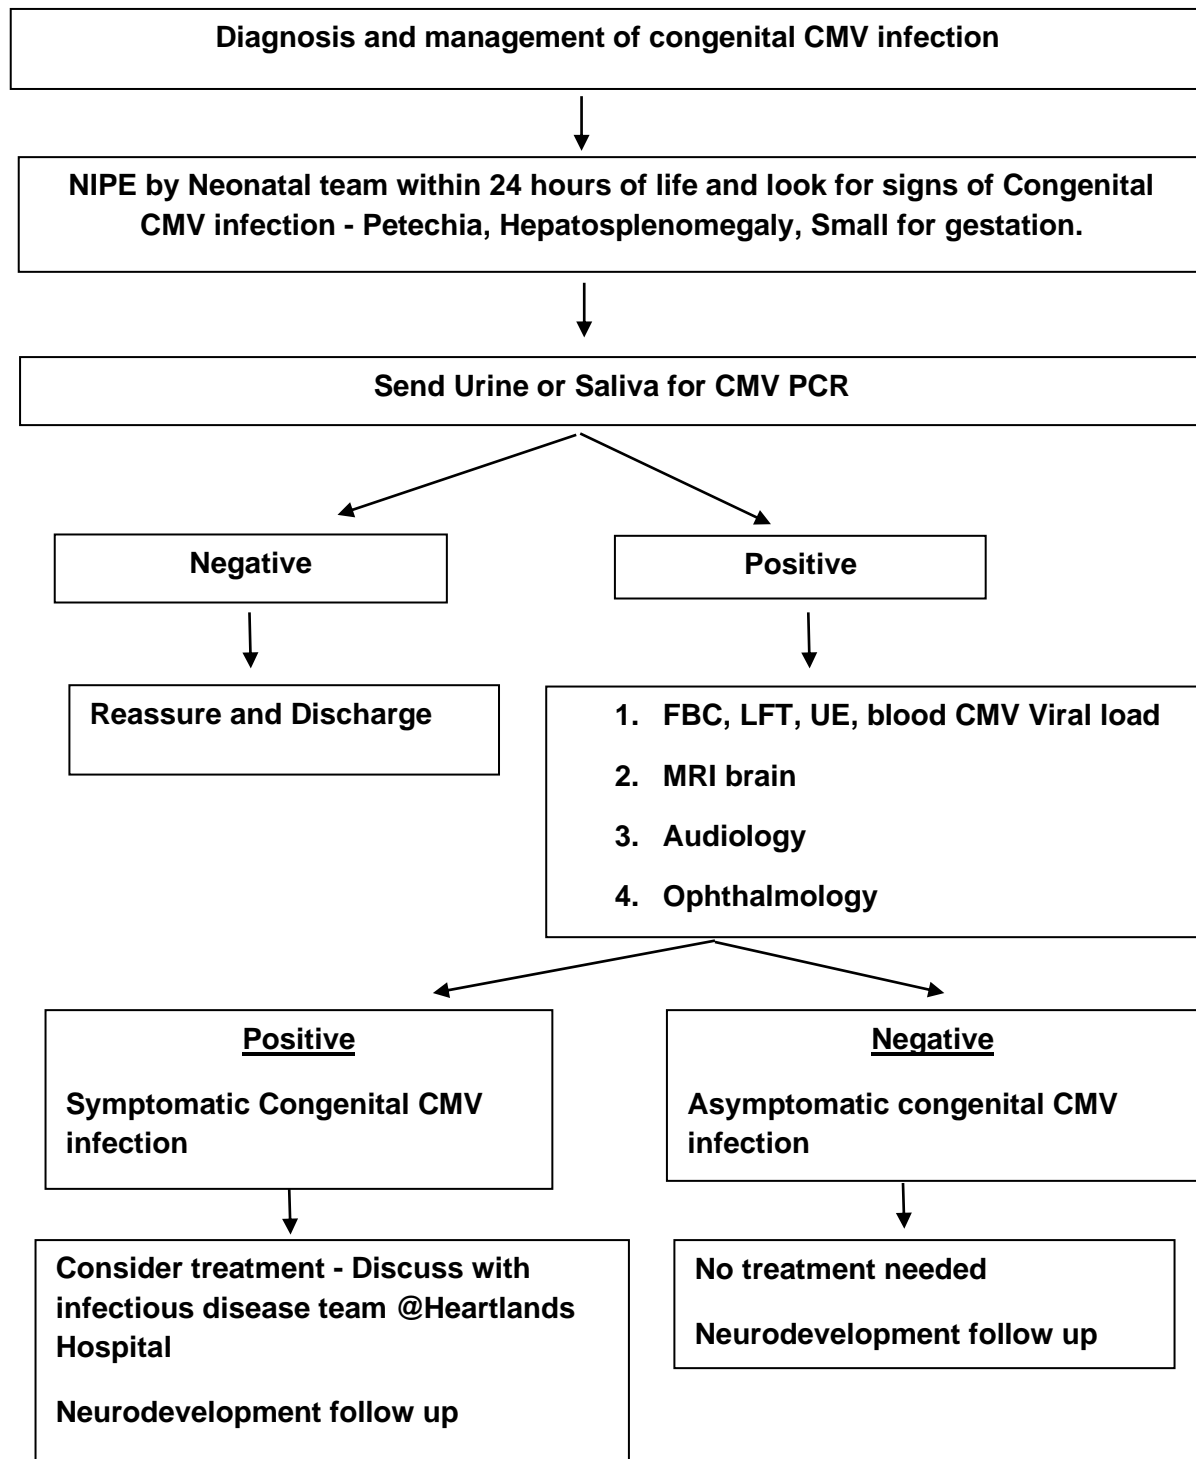 Diagnosis and management of congenital CMV infection
NIPE by Neonatal team within 24 hours of life and look for signs of Congenital
CMV infection - Petechia, Hepatosplenomegaly, Small for gestation.
Send Urine or Saliva for CMV PCR
Negative
Positive
Reassure and Discharge
1. FBC, LFT, UE, blood CMV Viral load
2. MRI brain
3. Audiology
4. Ophthalmology
Positive
Symptomatic Congenital CMV
infection
Negative
Asymptomatic congenital CMV
infection
Consider treatment - Discuss with
infectious disease team @Heartlands
Hospital
Neurodevelopment follow up
No treatment needed
Neurodevelopment follow up